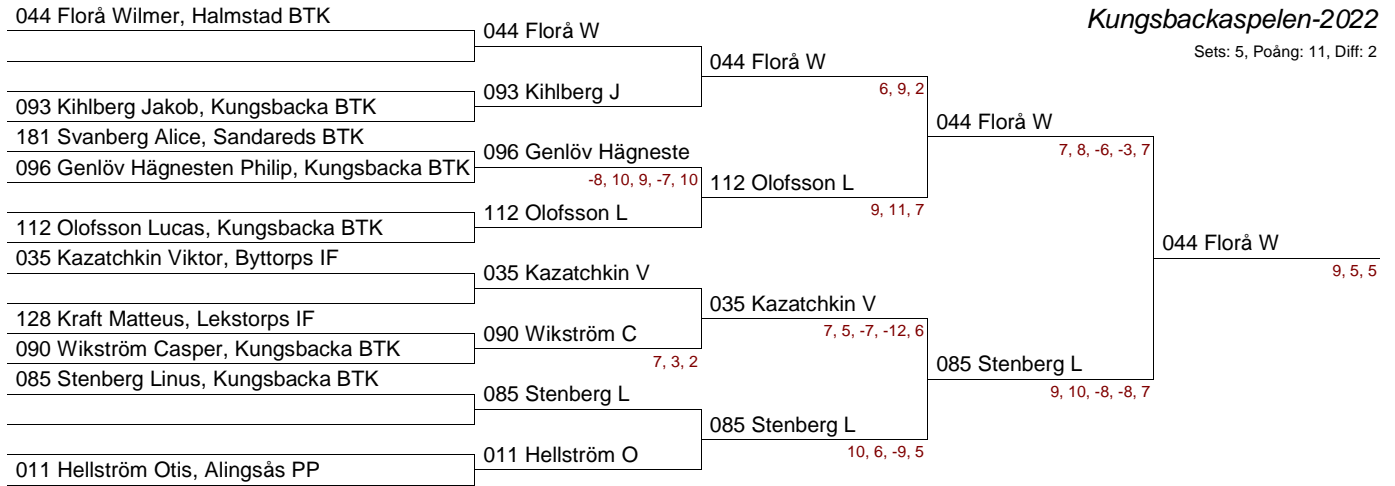 044 Florå Wilmer, Halmstad BTK
093 Kihlberg Jakob, Kungsbacka BTK
181 Svanberg Alice, Sandareds BTK
096 Genlöv Hägnesten Philip, Kungsbacka BTK
112 Olofsson Lucas, Kungsbacka BTK
035 Kazatchkin Viktor, Byttorps IF
128 Kraft Matteus, Lekstorps IF
090 Wikström Casper, Kungsbacka BTK
085 Stenberg Linus, Kungsbacka BTK
011 Hellström Otis, Alingsås PP
044 Florå W
093 Kihlberg J
096 Genlöv Hägneste
-8, 10, 9, -7, 10
112 Olofsson L
035 Kazatchkin V
090 Wikström C
7, 3, 2
085 Stenberg L
011 Hellström O
044 Florå W
6, 9, 2
112 Olofsson L
9, 11, 7
035 Kazatchkin V
7, 5, -7, -12, 6
085 Stenberg L
10, 6, -9, 5
044 Florå W
7, 8, -6, -3, 7
085 Stenberg L
9, 10, -8, -8, 7
044 Florå W
9, 5, 5
Kungsbackaspelen-2022
Sets: 5, Poång: 11, Diff: 2